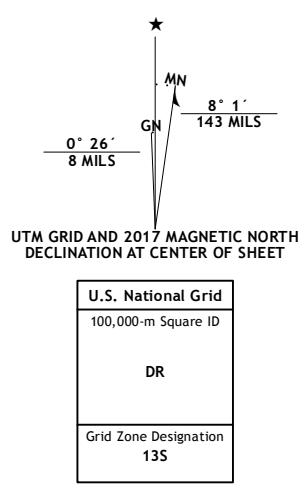 ★
MN
8° 1´
143 MILS
GN
0° 26´
8 MILS
UTM GRID AND 2017 MAGNETIC NORTH
DECLINATION AT CENTER OF SHEET
U.S. National Grid
100,000-m Square ID
DR
Grid Zone Designation
13S